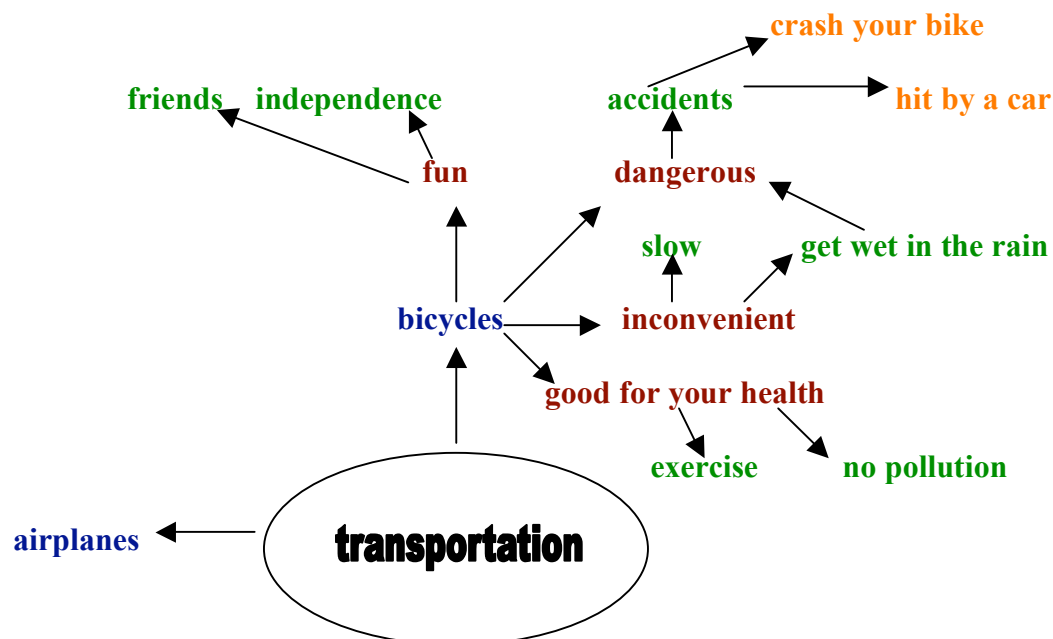 crash your bike
friends independence accidents hit by a car
fun dangerous
slow get wet in the rain
bicycles inconvenient
good for your health
exercise no pollution
airplanes transportation